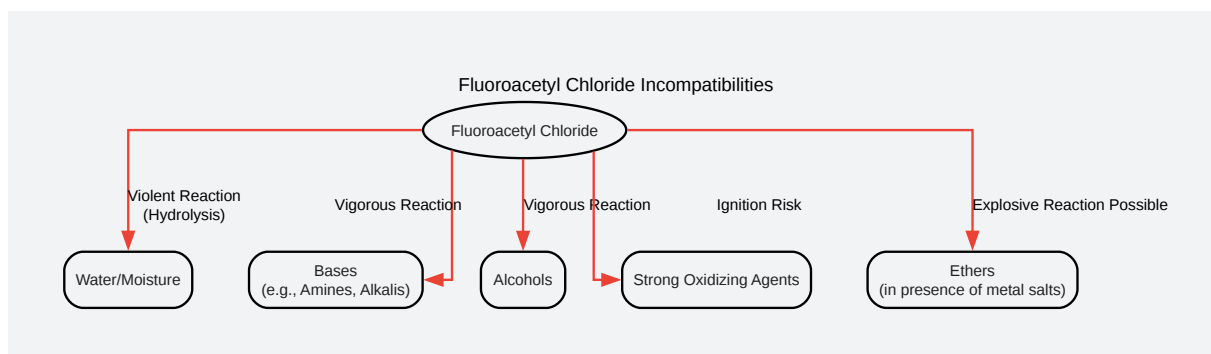 Fluoroacetyl Chloride Incompatibilities
Fluoroacetyl Chloride
Violent Reaction
(Hydrolysis)
Vigorous Reaction
Vigorous Reaction
Ignition Risk
Explosive Reaction Possible
Water/Moisture
Bases
(e.g., Amines, Alkalis)
Alcohols
Strong Oxidizing Agents
Ethers
(in presence of metal salts)